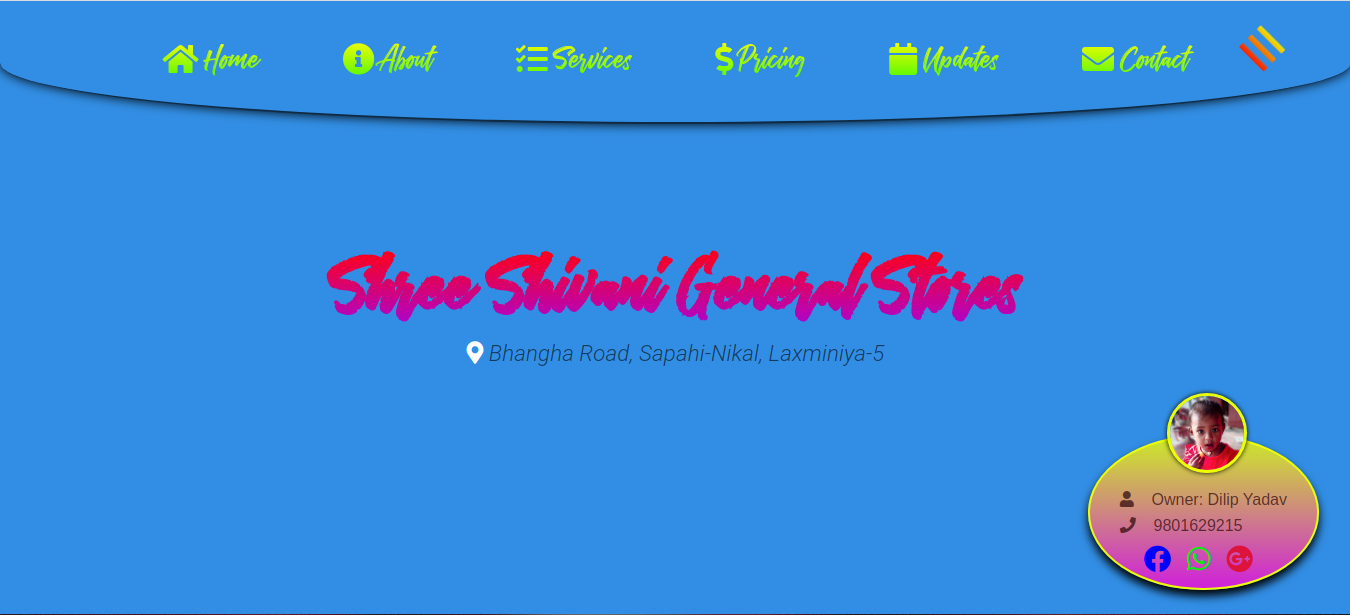 Home About Services Pricing Updates Contact
Shree Shivani General Stores
Bhangha Road, Sapahi-Nikal, Laxminiya-5
Owner: Dilip Yadav
9801629215